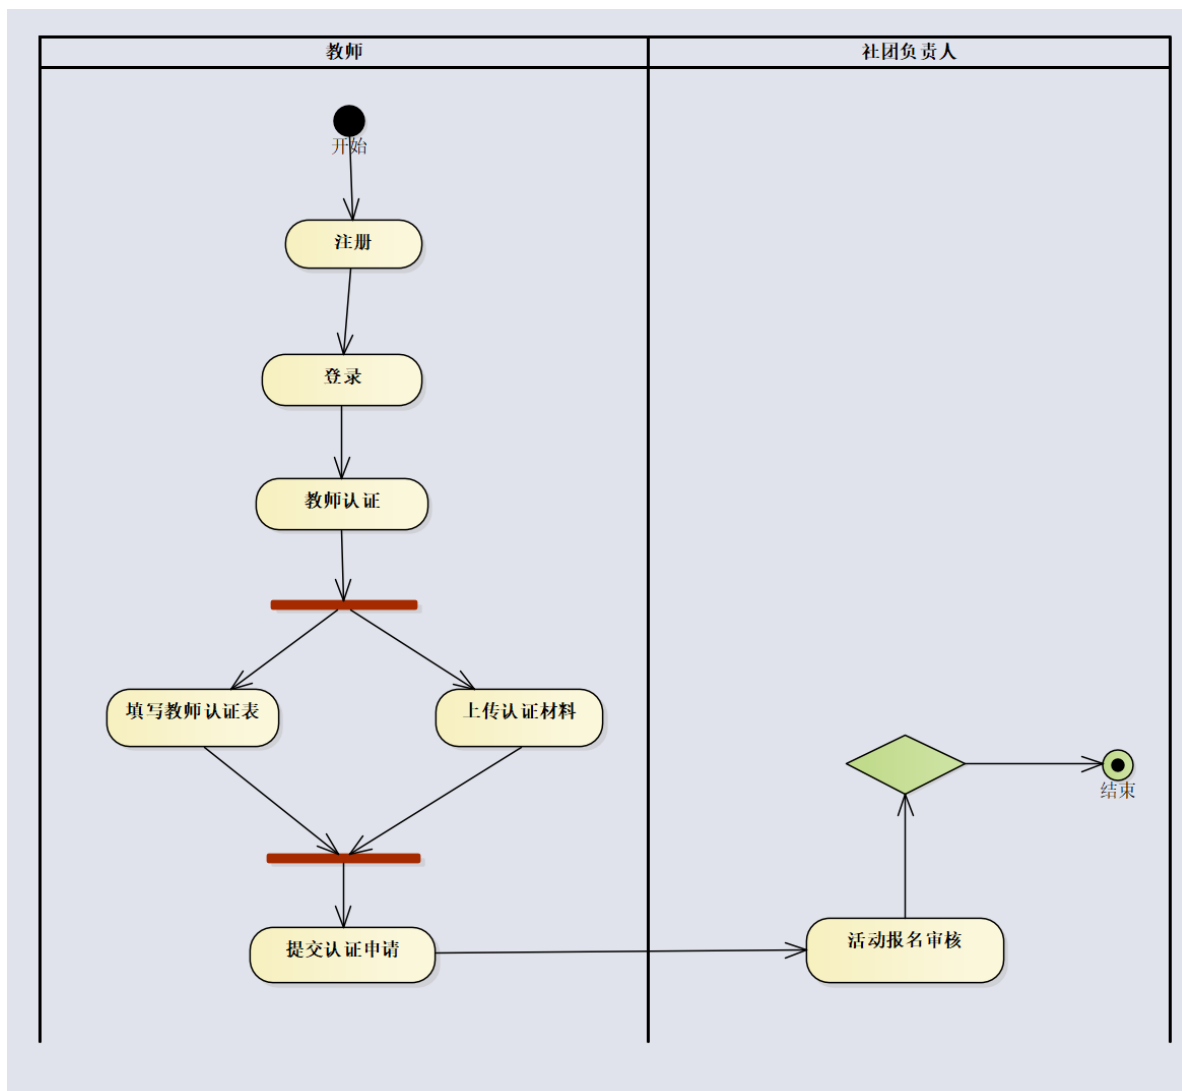 教师
社团负责人
开始
注册
登录
教师认证
填写教师认证表
上传认证材料
结束
提交认证申请
活动报名审核